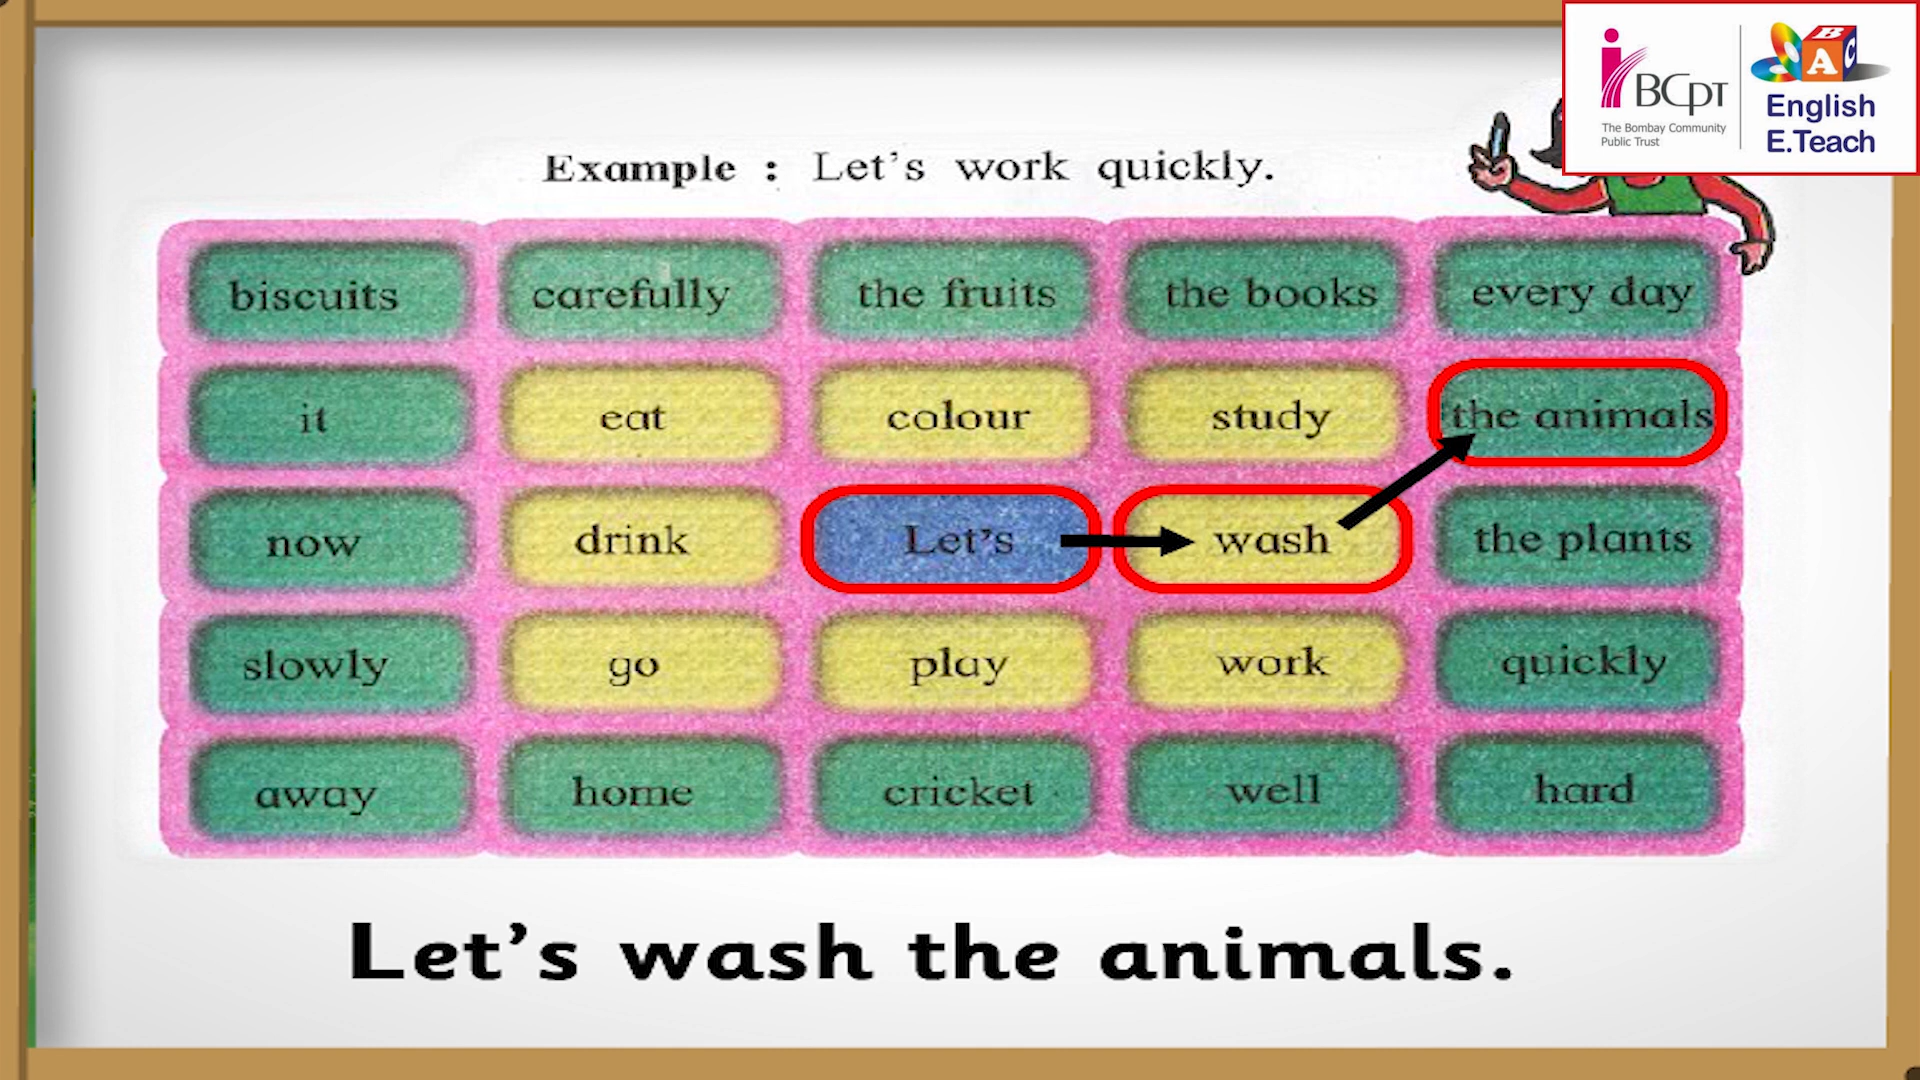 BCPT
The Bombay Community
Public Trust
B
A C
English
E.Teach
Example : Let's work quickly.
biscuits carefully the fruits the books every day
it eat colour study the animals
now drink Let's wash the plants
slowly go play work quickly
away home cricket well hard
Let's wash the animals.